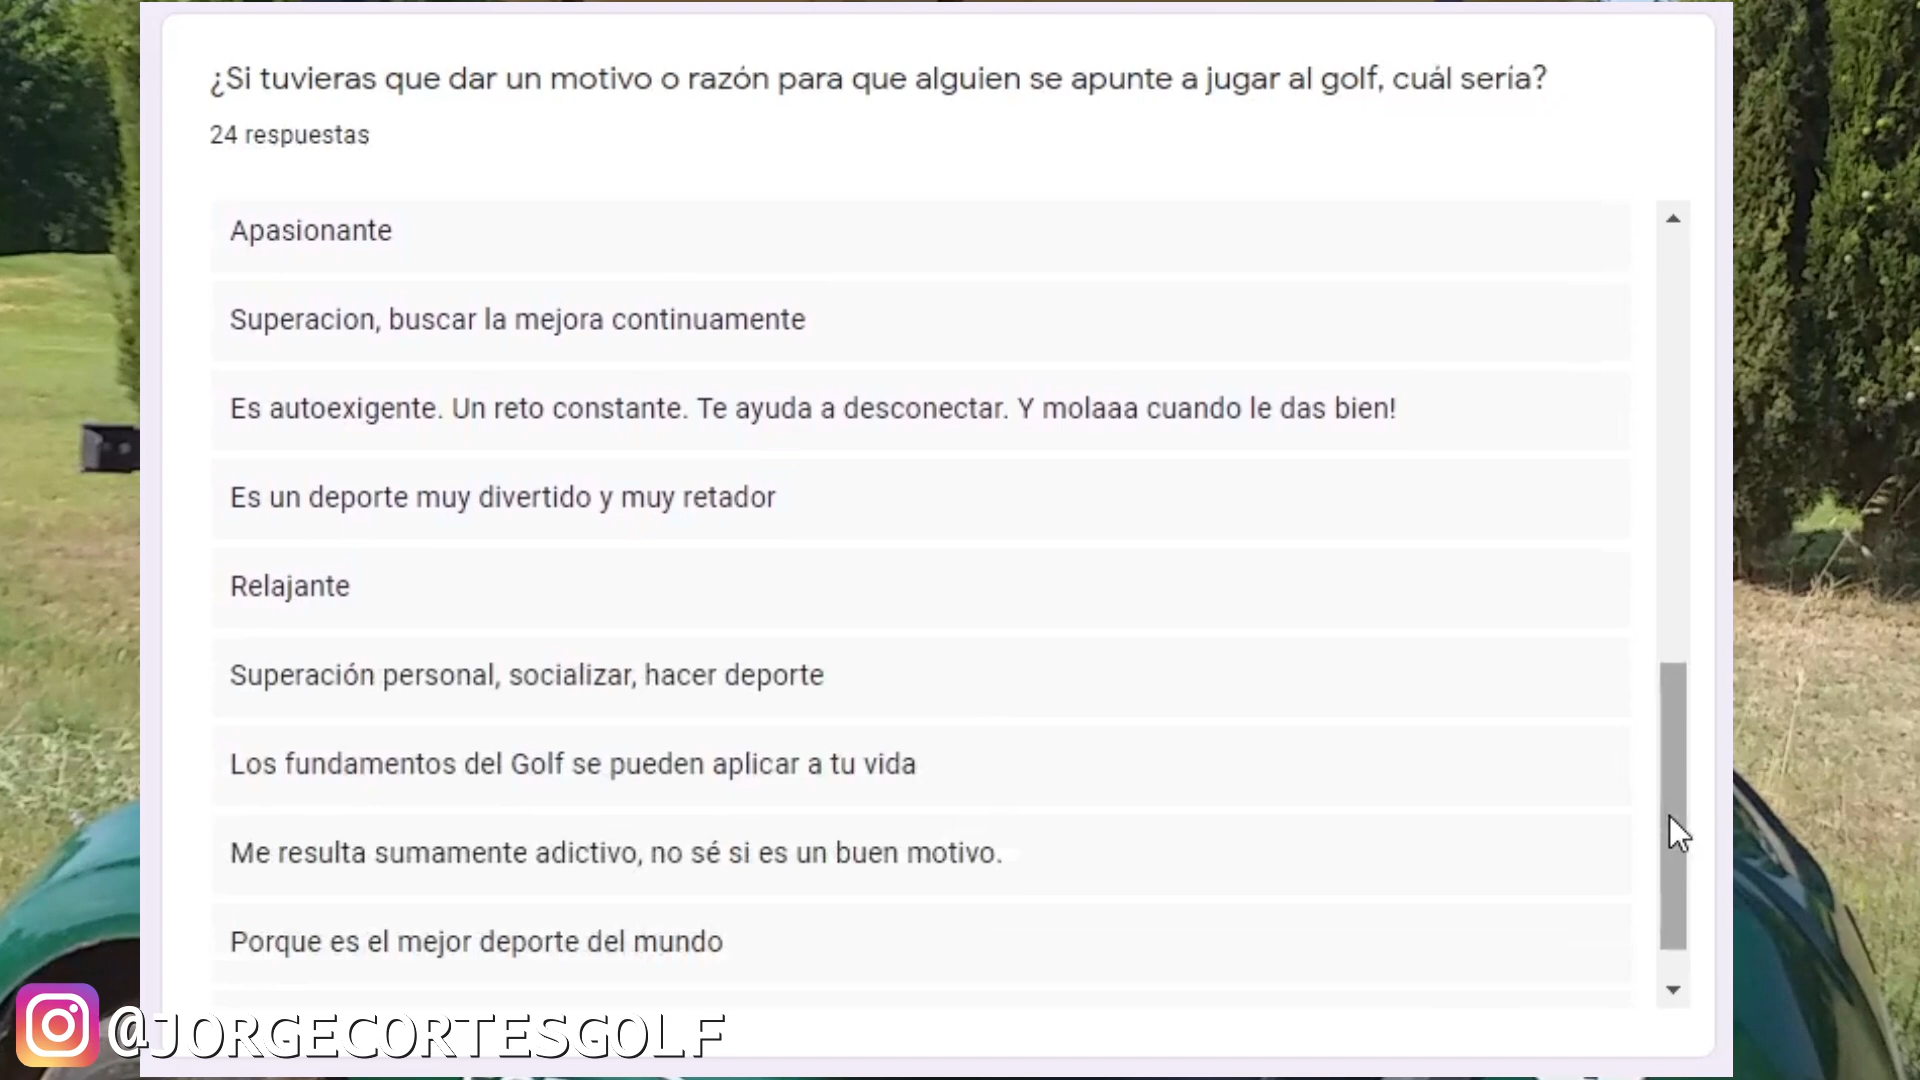 ¿Si tuvieras que dar un motivo o razón para que alguien se apunte a jugar al golf, cuál sería?
24 respuestas
Apasionante
Superacion, buscar la mejora continuamente
Es autoexigente. Un reto constante. Te ayuda a desconectar. Y molaaa cuando le das bien!
Es un deporte muy divertido y muy retador
Relajante
Superación personal, socializar, hacer deporte
Los fundamentos del Golf se pueden aplicar a tu vida
Me resulta sumamente adictivo, no sé si es un buen motivo.
Porque es el mejor deporte del mundo
@JORGECORTESGOLF